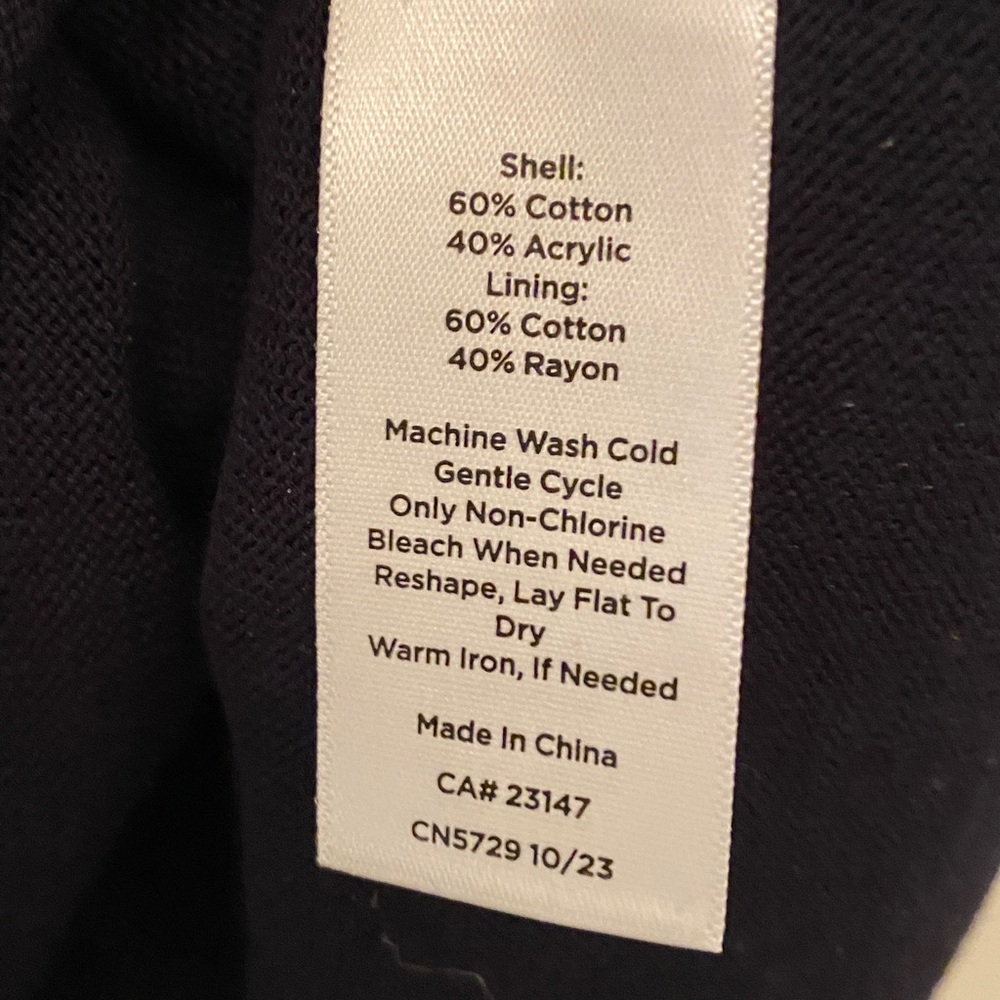 Shell:
60% Cotton
40% Acrylic
Lining:
60% Cotton
40% Rayon
Machine Wash Cold
Gentle Cycle
Only Non-Chlorine
Bleach When Needed
Reshape, Lay Flat To
Dry
Warm Iron, If Needed
Made In China
CA# 23147
CN5729 10/23